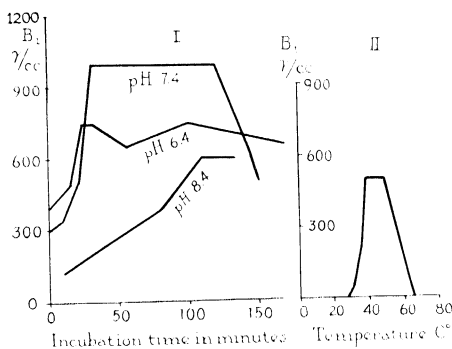 1200
B₁
γ/cc
I
900
600
300
0
pH 7.4
pH 6.4
pH 8.4
0 50 100 150
Incubation time in minutes
B₁
γ/cc
II
900
600
300
0 20 40 60 80
Temperature C°